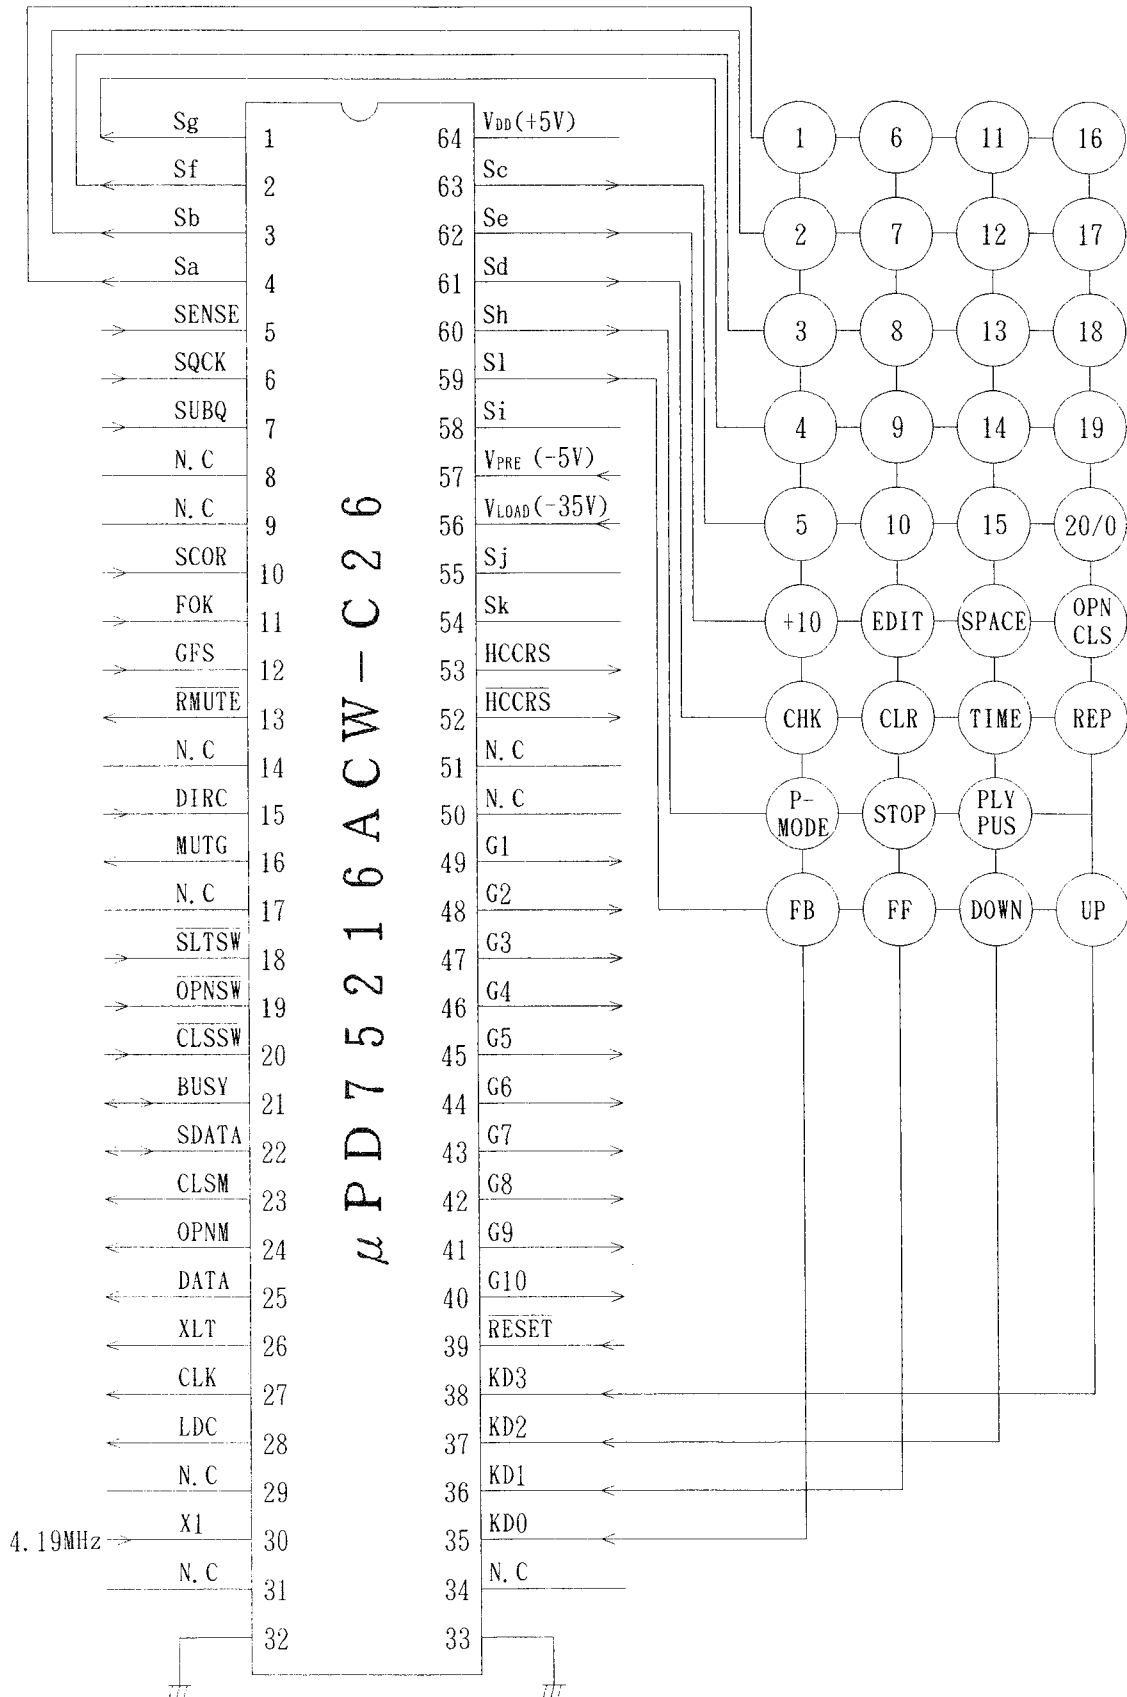 Sg 1 64 VDD(+5V)
Sf 2 63 Sc
Sb 3 62 Se
Sa 4 61 Sd
SENSE 5 60 Sh
SQCK 6 59 Sl
SUBQ 7 58 Si
N.C 8 57 VPRE (-5V)
N.C 9 56 VLOAD(-35V)
SCOR 10 55 Sj
FOK 11 54 Sk
GFS 12 53 HCCRS
RMUTE 13 52 HCCRS
N.C 14 51 N.C
DIRC 15 50 N.C
MUTG 16 49 G1
N.C 17 48 G2
SLTSW 18 47 G3
OPNSW 19 46 G4
CLSSW 20 45 G5
BUSY 21 44 G6
SDATA 22 43 G7
CLSM 23 42 G8
OPNM 24 41 G9
DATA 25 40 G10
XLT 26 39 RESET
CLK 27 38 KD3
LDC 28 37 KD2
N.C 29 36 KD1
4.19MHz X1 30 35 KD0
N.C 31 34 N.C
32 33
μPD75216ACW-C26
1 6 11 16
2 7 12 17
3 8 13 18
4 9 14 19
5 10 15 20/0
+10 EDIT SPACE OPN CLS
CHK CLR TIME REP
P-MODE STOP PLY PUS
FB FF DOWN UP